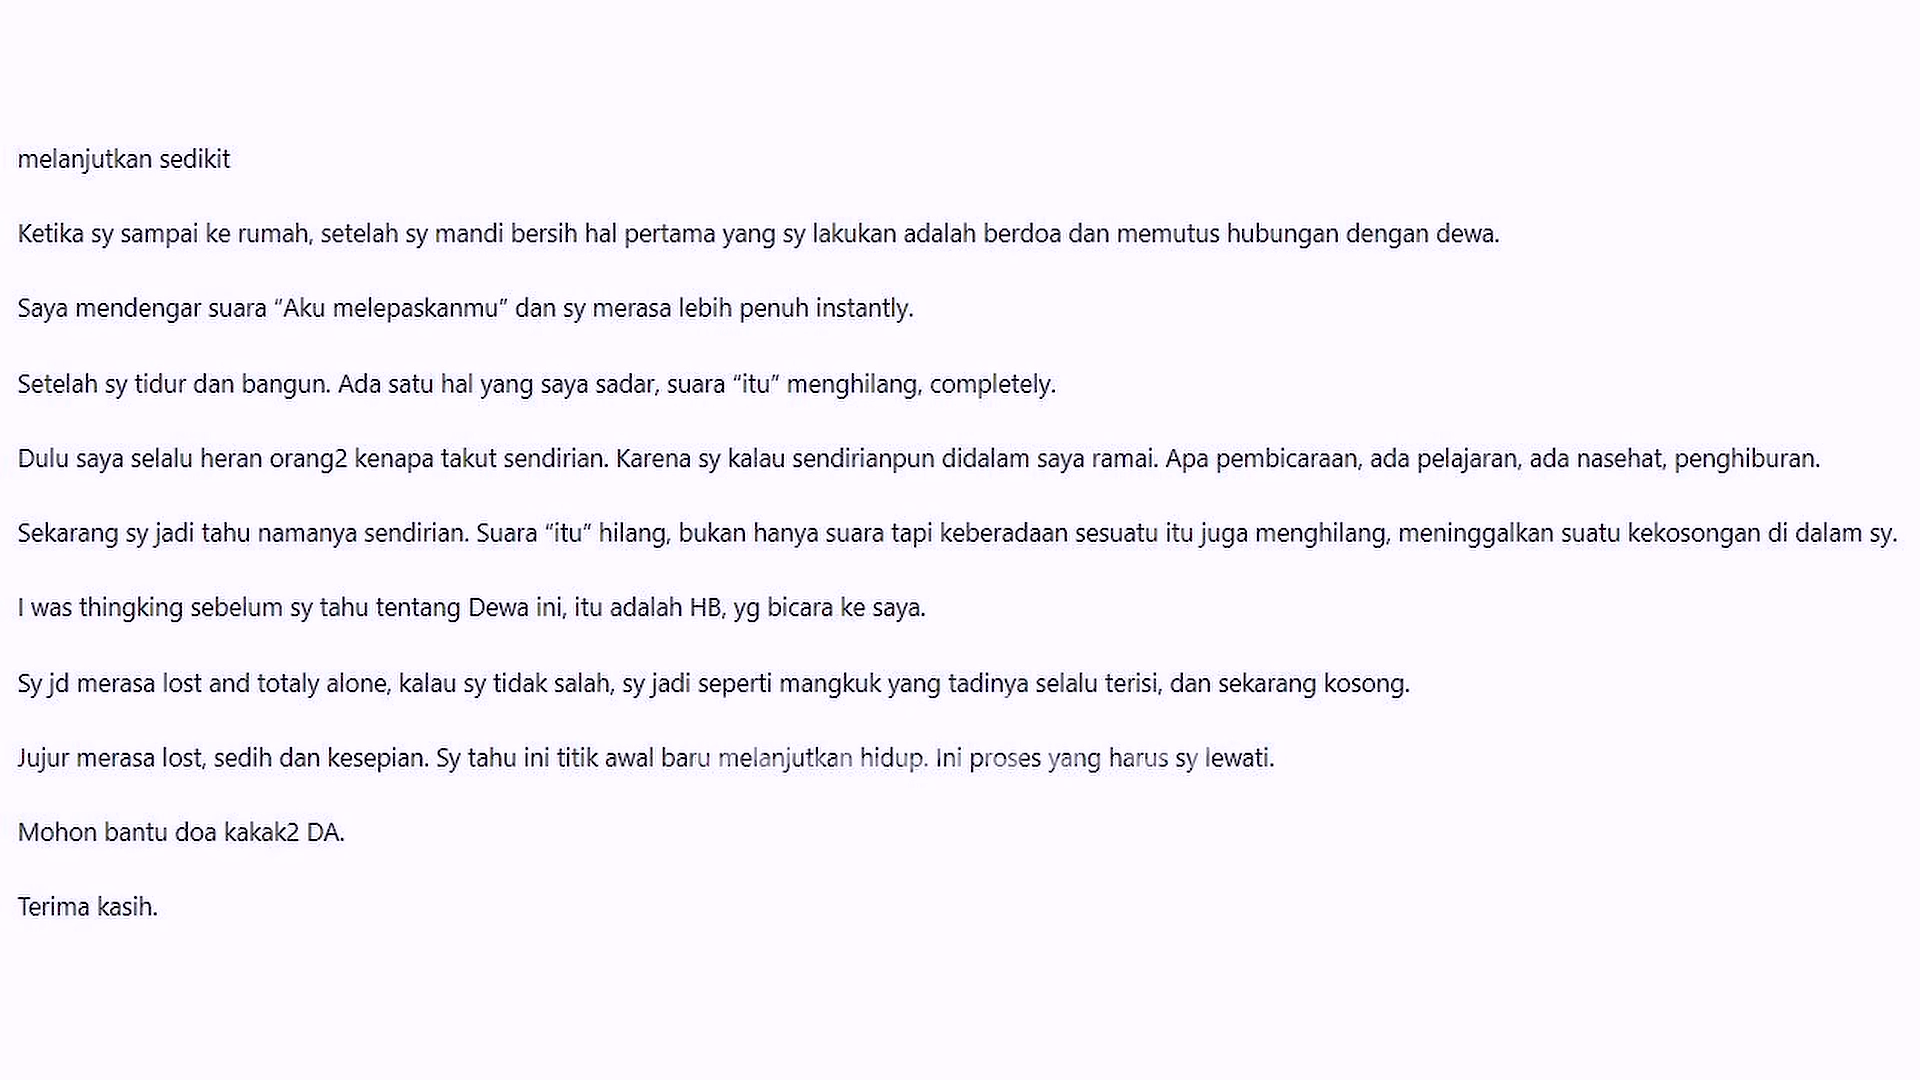 melanjutkan sedikit
Ketika sy sampai ke rumah, setelah sy mandi bersih hal pertama yang sy lakukan adalah berdoa dan memutus hubungan dengan dewa.
Saya mendengar suara “Aku melepaskanmu” dan sy merasa lebih penuh instantly.
Setelah sy tidur dan bangun. Ada satu hal yang saya sadar, suara “itu” menghilang, completely.
Dulu saya selalu heran orang2 kenapa takut sendirian. Karena sy kalau sendirianpun didalam saya ramai. Apa pembicaraan, ada pelajaran, ada nasehat, penghiburan.
Sekarang sy jadi tahu namanya sendirian. Suara “itu” hilang, bukan hanya suara tapi keberadaan sesuatu itu juga menghilang, meninggalkan suatu kekosongan di dalam sy.
I was thingking sebelum sy tahu tentang Dewa ini, itu adalah HB, yg bicara ke saya.
Sy jd merasa lost and totaly alone, kalau sy tidak salah, sy jadi seperti mangkuk yang tadinya selalu terisi, dan sekarang kosong.
Jujur merasa lost, sedih dan kesepian. Sy tahu ini titik awal baru melanjutkan hidup. Ini proses yang harus sy lewati.
Mohon bantu doa kakak2 DA.
Terima kasih.